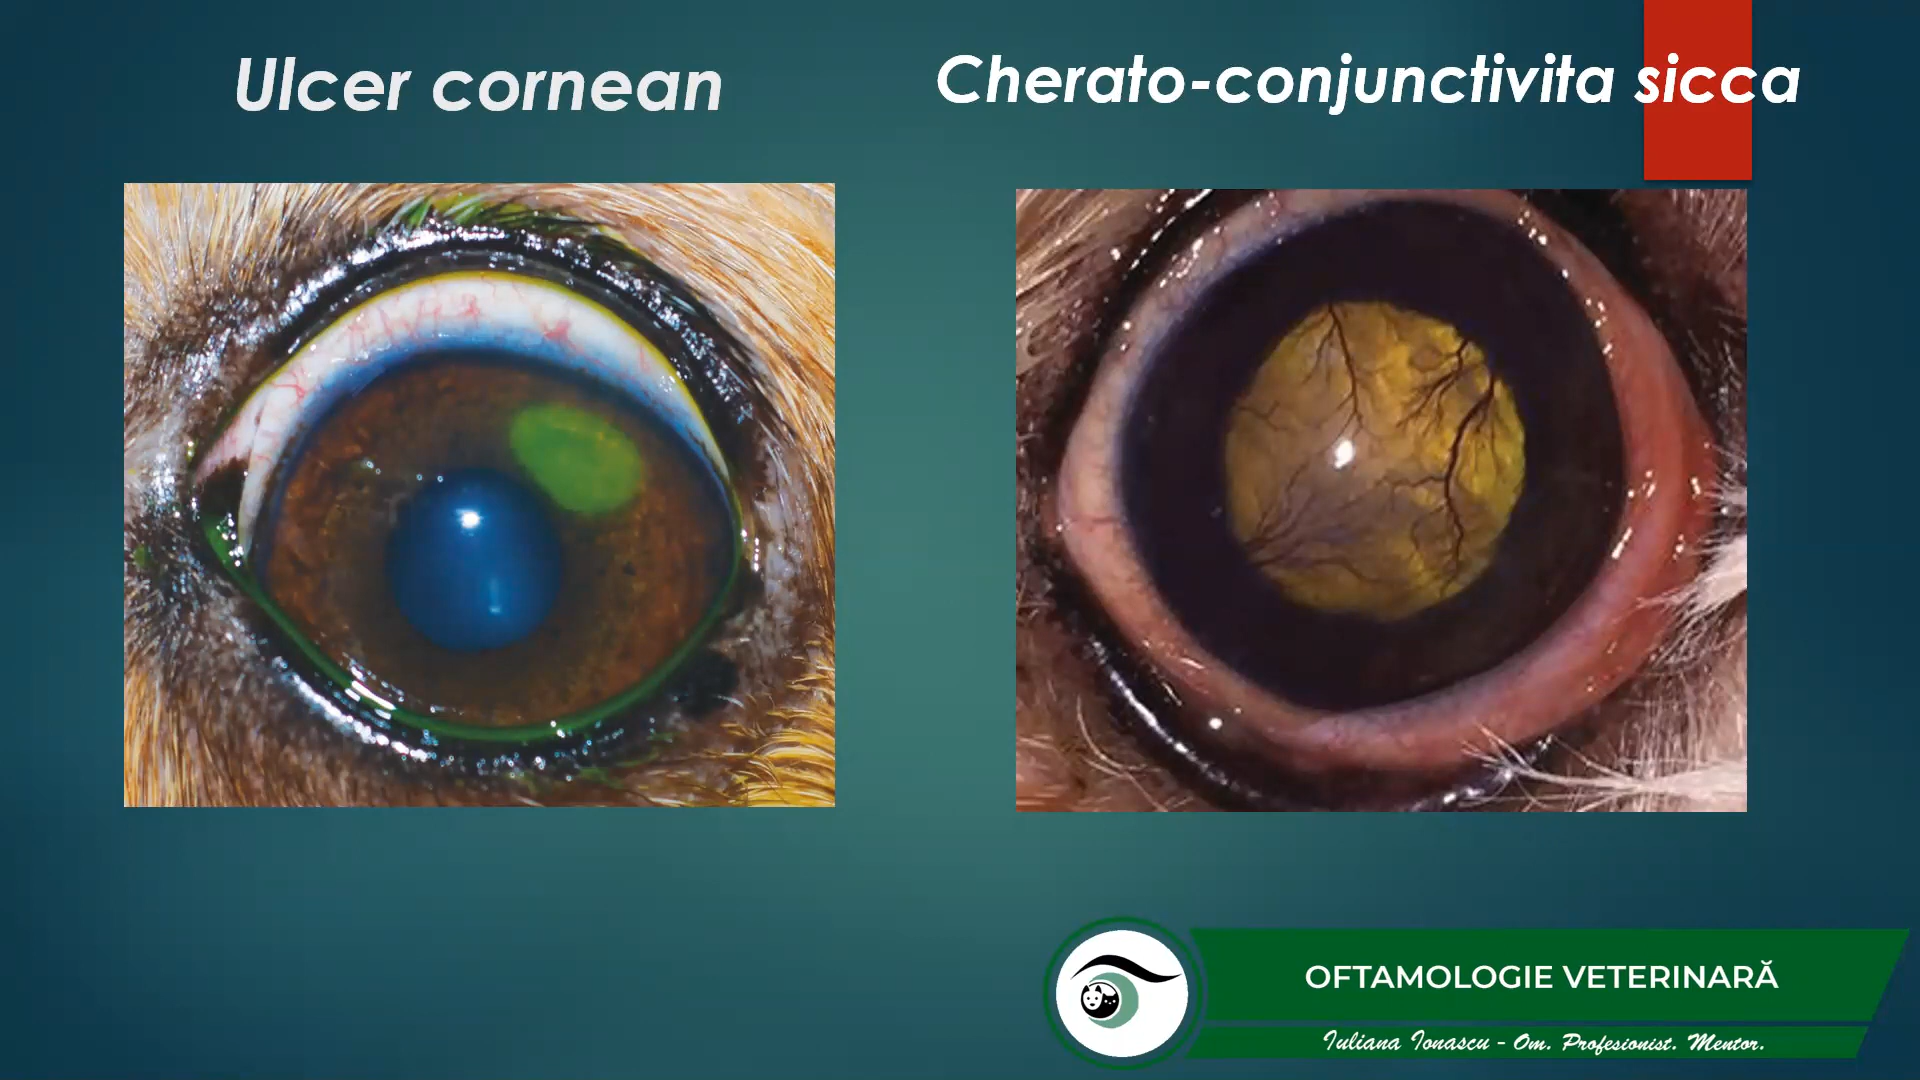 Ulcer cornean
Cherato-conjunctivita sicca
OFTAMOLOGIE VETERINARĂ
Iuliana Ionascu - Om. Profesionist. Mentor.